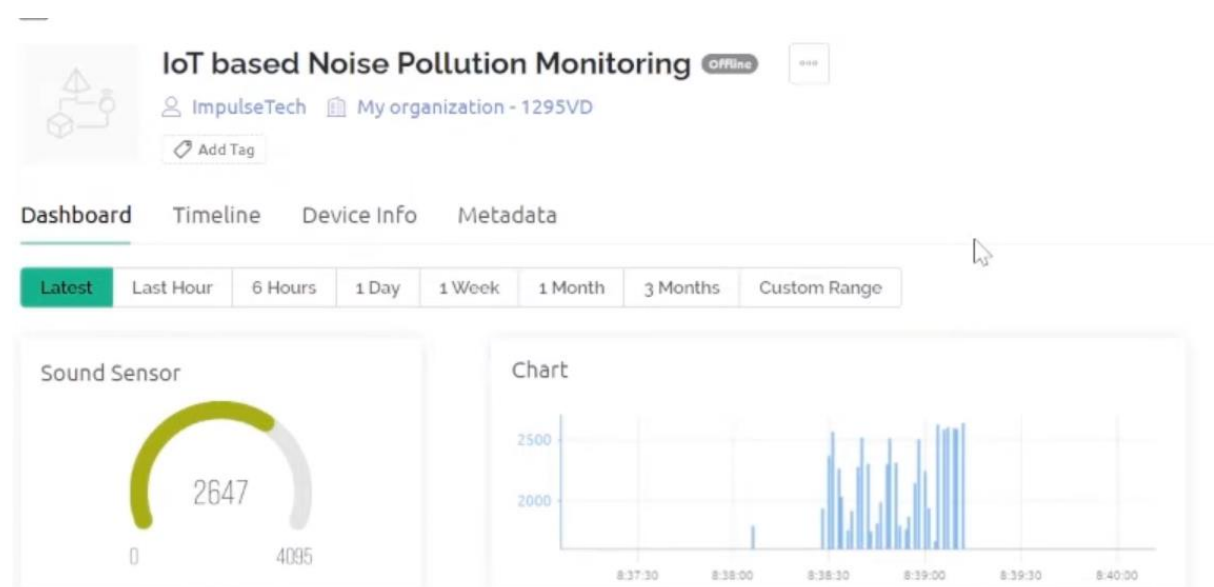 IoT based Noise Pollution Monitoring Offline
ImpulseTech My organization - 1295VD
Add Tag
Dashboard Timeline Device Info Metadata
Latest Last Hour 6 Hours 1 Day 1 Week 1 Month 3 Months Custom Range
Sound Sensor
2647
0 4095
Chart
2500
2000
8:37:30 8:38:00 8:38:30 8:39:00 8:39:30 8:40:00